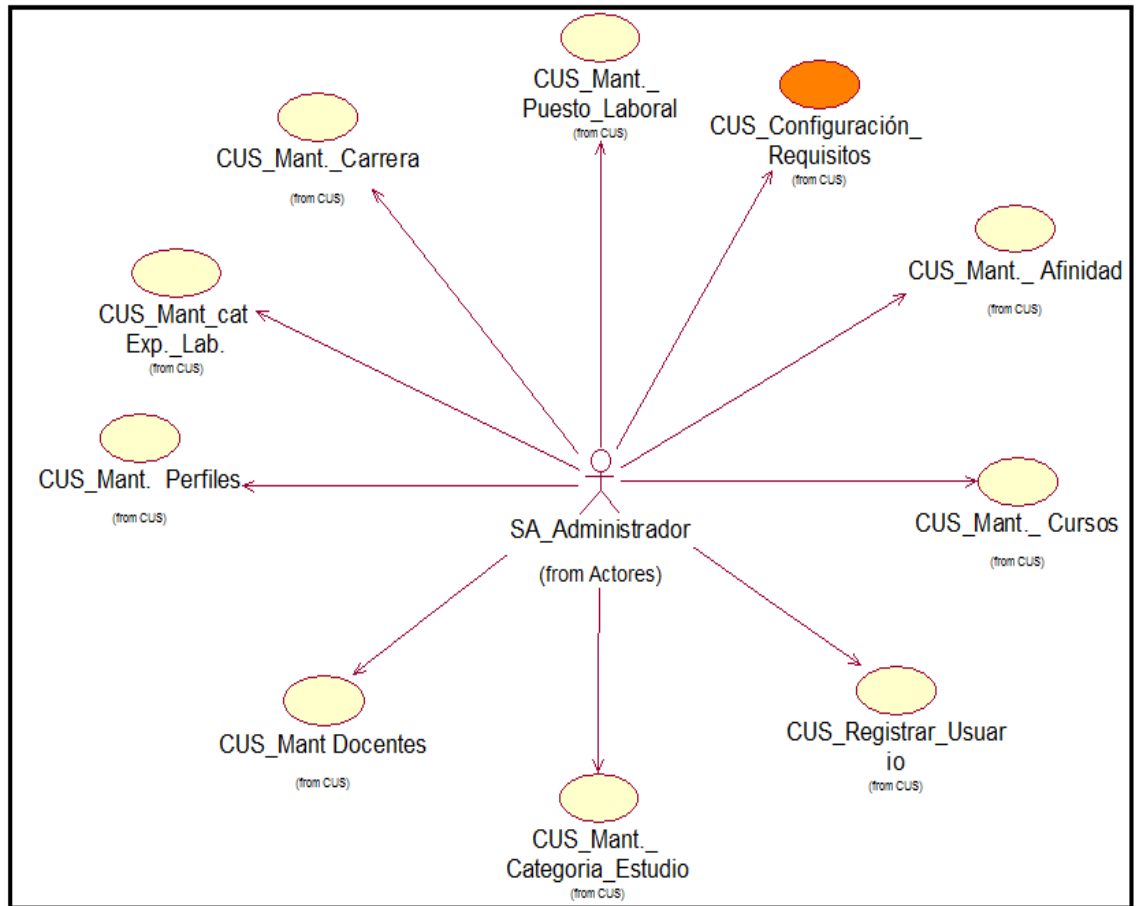 CUS_Mant._
Puesto_Laboral
(from CUS)
CUS_Configuración_
Requisitos
(from CUS)
CUS_Mant._Carrera
(from CUS)
CUS_Mant._ Afinidad
(from CUS)
CUS_Mant_cat
Exp._Lab.
(from CUS)
CUS_Mant. Perfiles
(from CUS)
SA_Administrador
(from Actores)
CUS_Mant._ Cursos
(from CUS)
CUS_Mant Docentes
(from CUS)
CUS_Registrar_Usuar
io
(from CUS)
CUS_Mant._
Categoria_Estudio
(from CUS)